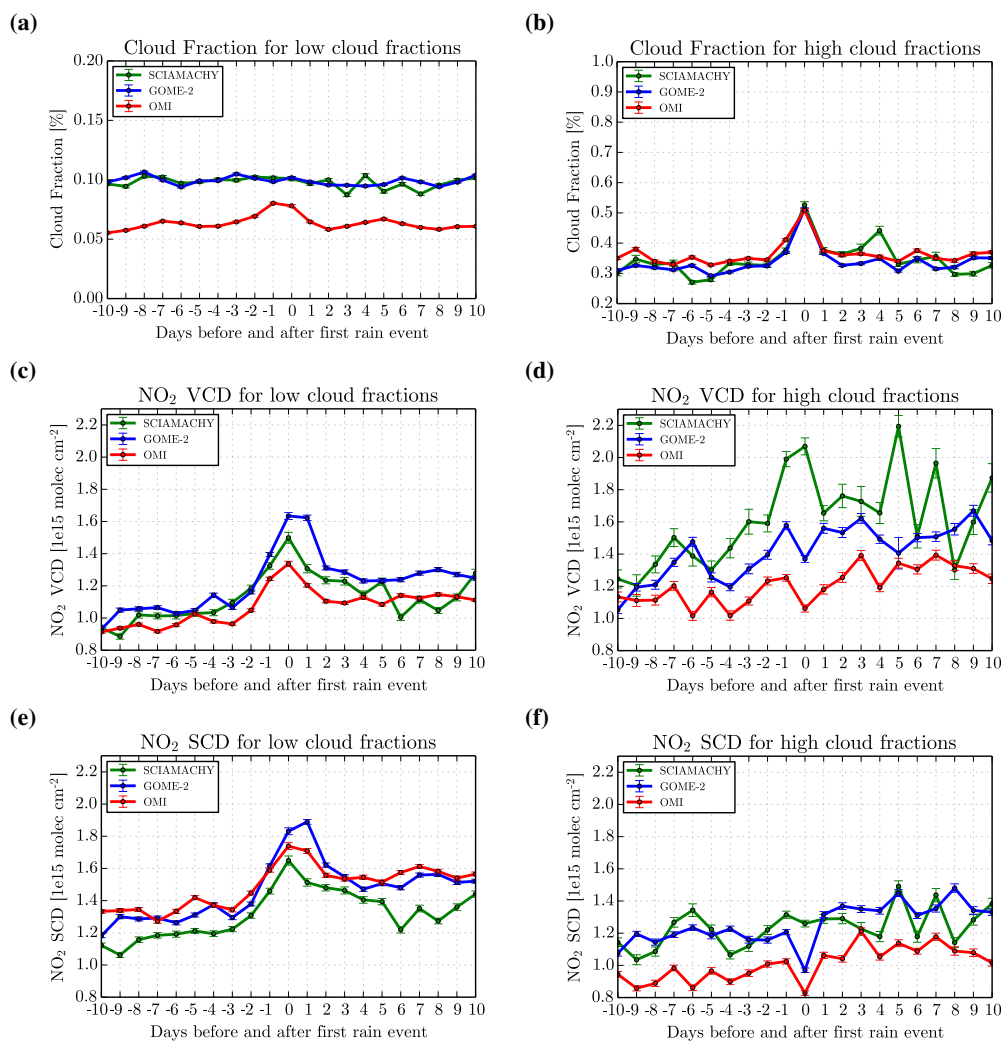 (a)
Cloud Fraction for low cloud fractions
0.20
0.15
0.10
0.05
0.00
Cloud Fraction [%]
SCIAMACHY
GOME-2
OMI
-10 -9 -8 -7 -6 -5 -4 -3 -2 -1 0 1 2 3 4 5 6 7 8 9 10
Days before and after first rain event
(b)
Cloud Fraction for high cloud fractions
1.0
0.9
0.8
0.7
0.6
0.5
0.4
0.3
0.2
Cloud Fraction [%]
SCIAMACHY
GOME-2
OMI
-10 -9 -8 -7 -6 -5 -4 -3 -2 -1 0 1 2 3 4 5 6 7 8 9 10
Days before and after first rain event
(c)
NO₂ VCD for low cloud fractions
2.2
2.0
1.8
1.6
1.4
1.2
1.0
0.8
NO₂ VCD [1e15 molec cm⁻²]
SCIAMACHY
GOME-2
OMI
-10 -9 -8 -7 -6 -5 -4 -3 -2 -1 0 1 2 3 4 5 6 7 8 9 10
Days before and after first rain event
(d)
NO₂ VCD for high cloud fractions
2.2
2.0
1.8
1.6
1.4
1.2
1.0
0.8
NO₂ VCD [1e15 molec cm⁻²]
SCIAMACHY
GOME-2
OMI
-10 -9 -8 -7 -6 -5 -4 -3 -2 -1 0 1 2 3 4 5 6 7 8 9 10
Days before and after first rain event
(e)
NO₂ SCD for low cloud fractions
2.2
2.0
1.8
1.6
1.4
1.2
1.0
0.8
NO₂ SCD [1e15 molec cm⁻²]
SCIAMACHY
GOME-2
OMI
-10 -9 -8 -7 -6 -5 -4 -3 -2 -1 0 1 2 3 4 5 6 7 8 9 10
Days before and after first rain event
(f)
NO₂ SCD for high cloud fractions
2.2
2.0
1.8
1.6
1.4
1.2
1.0
0.8
NO₂ SCD [1e15 molec cm⁻²]
SCIAMACHY
GOME-2
OMI
-10 -9 -8 -7 -6 -5 -4 -3 -2 -1 0 1 2 3 4 5 6 7 8 9 10
Days before and after first rain event